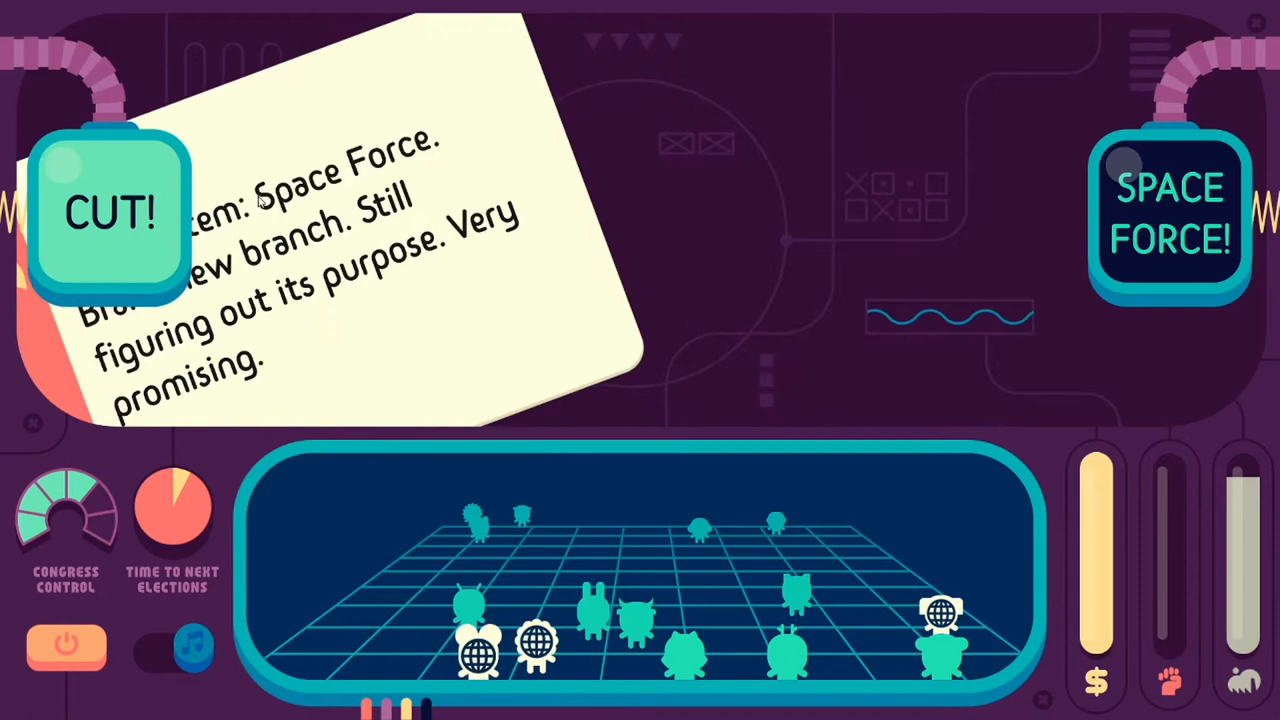 CUT!
tem: Space Force.
new branch. Still
figuring out its purpose. Very
promising.
SPACE
FORCE!
CONGRESS
CONTROL
TIME TO NEXT
ELECTIONS
$